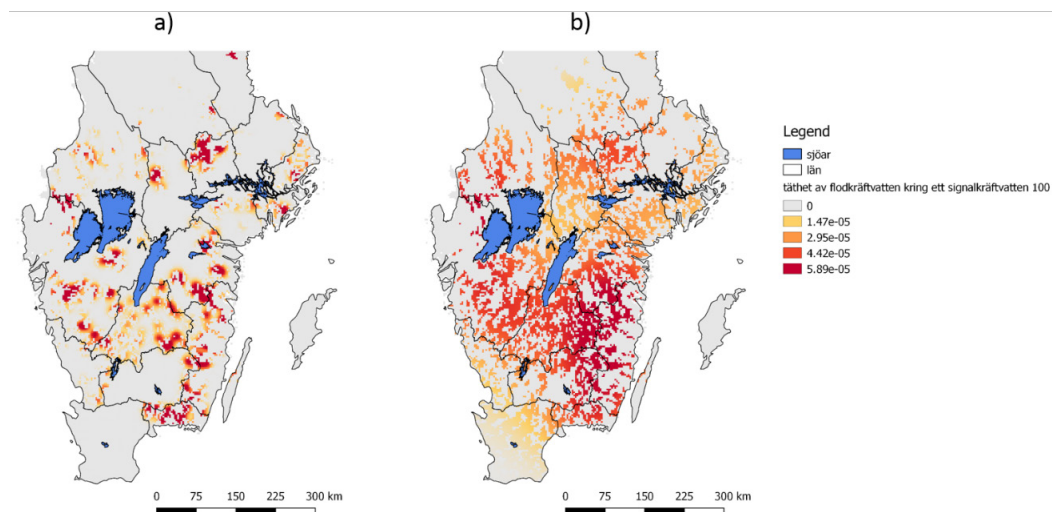 a)
b)
Legend
sjöar
län
täthet av flodkräftvatten kring ett signalkräftvatten 100
0
1.47e-05
2.95e-05
4.42e-05
5.89e-05
0 75 150 225 300 km
0 75 150 225 300 km